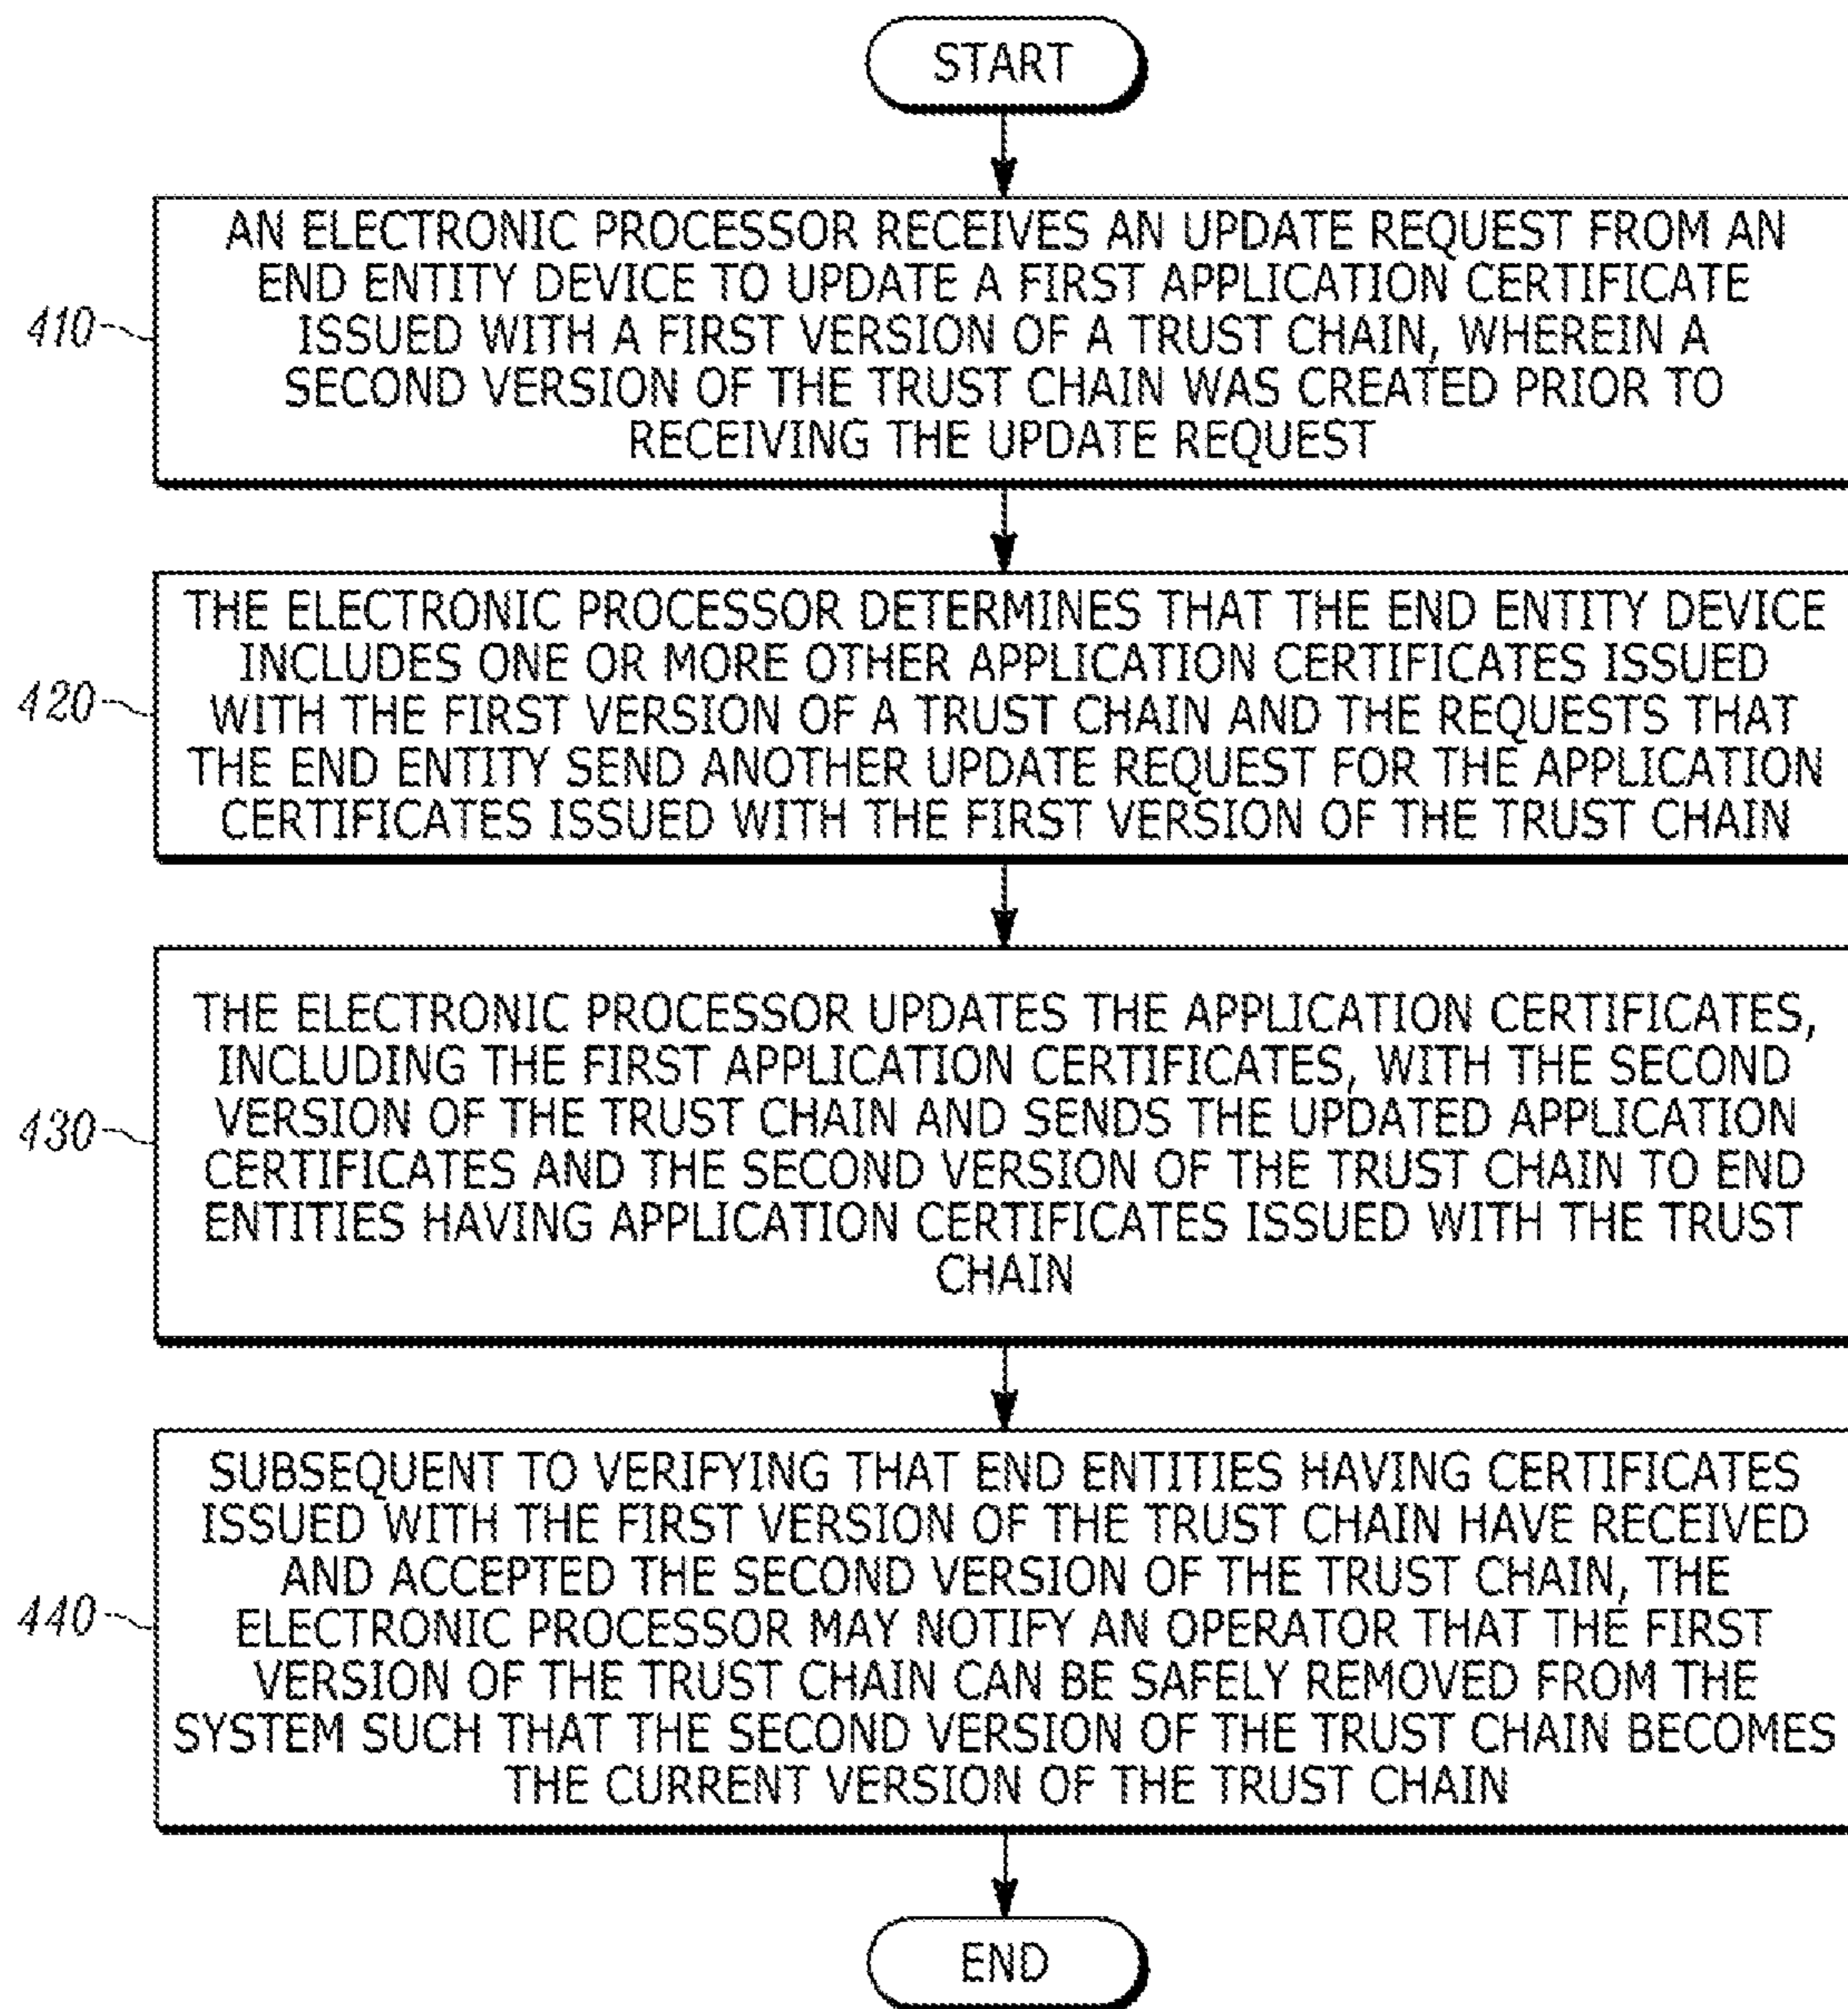 START
AN ELECTRONIC PROCESSOR RECEIVES AN UPDATE REQUEST FROM AN
END ENTITY DEVICE TO UPDATE A FIRST APPLICATION CERTIFICATE
ISSUED WITH A FIRST VERSION OF A TRUST CHAIN, WHEREIN A
SECOND VERSION OF THE TRUST CHAIN WAS CREATED PRIOR TO
RECEIVING THE UPDATE REQUEST
410
THE ELECTRONIC PROCESSOR DETERMINES THAT THE END ENTITY DEVICE
INCLUDES ONE OR MORE OTHER APPLICATION CERTIFICATES ISSUED
WITH THE FIRST VERSION OF A TRUST CHAIN AND THE REQUESTS THAT
THE END ENTITY SEND ANOTHER UPDATE REQUEST FOR THE APPLICATION
CERTIFICATES ISSUED WITH THE FIRST VERSION OF THE TRUST CHAIN
420
THE ELECTRONIC PROCESSOR UPDATES THE APPLICATION CERTIFICATES,
INCLUDING THE FIRST APPLICATION CERTIFICATES, WITH THE SECOND
VERSION OF THE TRUST CHAIN AND SENDS THE UPDATED APPLICATION
CERTIFICATES AND THE SECOND VERSION OF THE TRUST CHAIN TO END
ENTITIES HAVING APPLICATION CERTIFICATES ISSUED WITH THE TRUST
CHAIN
430
SUBSEQUENT TO VERIFYING THAT END ENTITIES HAVING CERTIFICATES
ISSUED WITH THE FIRST VERSION OF THE TRUST CHAIN HAVE RECEIVED
AND ACCEPTED THE SECOND VERSION OF THE TRUST CHAIN, THE
ELECTRONIC PROCESSOR MAY NOTIFY AN OPERATOR THAT THE FIRST
VERSION OF THE TRUST CHAIN CAN BE SAFELY REMOVED FROM THE
SYSTEM SUCH THAT THE SECOND VERSION OF THE TRUST CHAIN BECOMES
THE CURRENT VERSION OF THE TRUST CHAIN
440
END